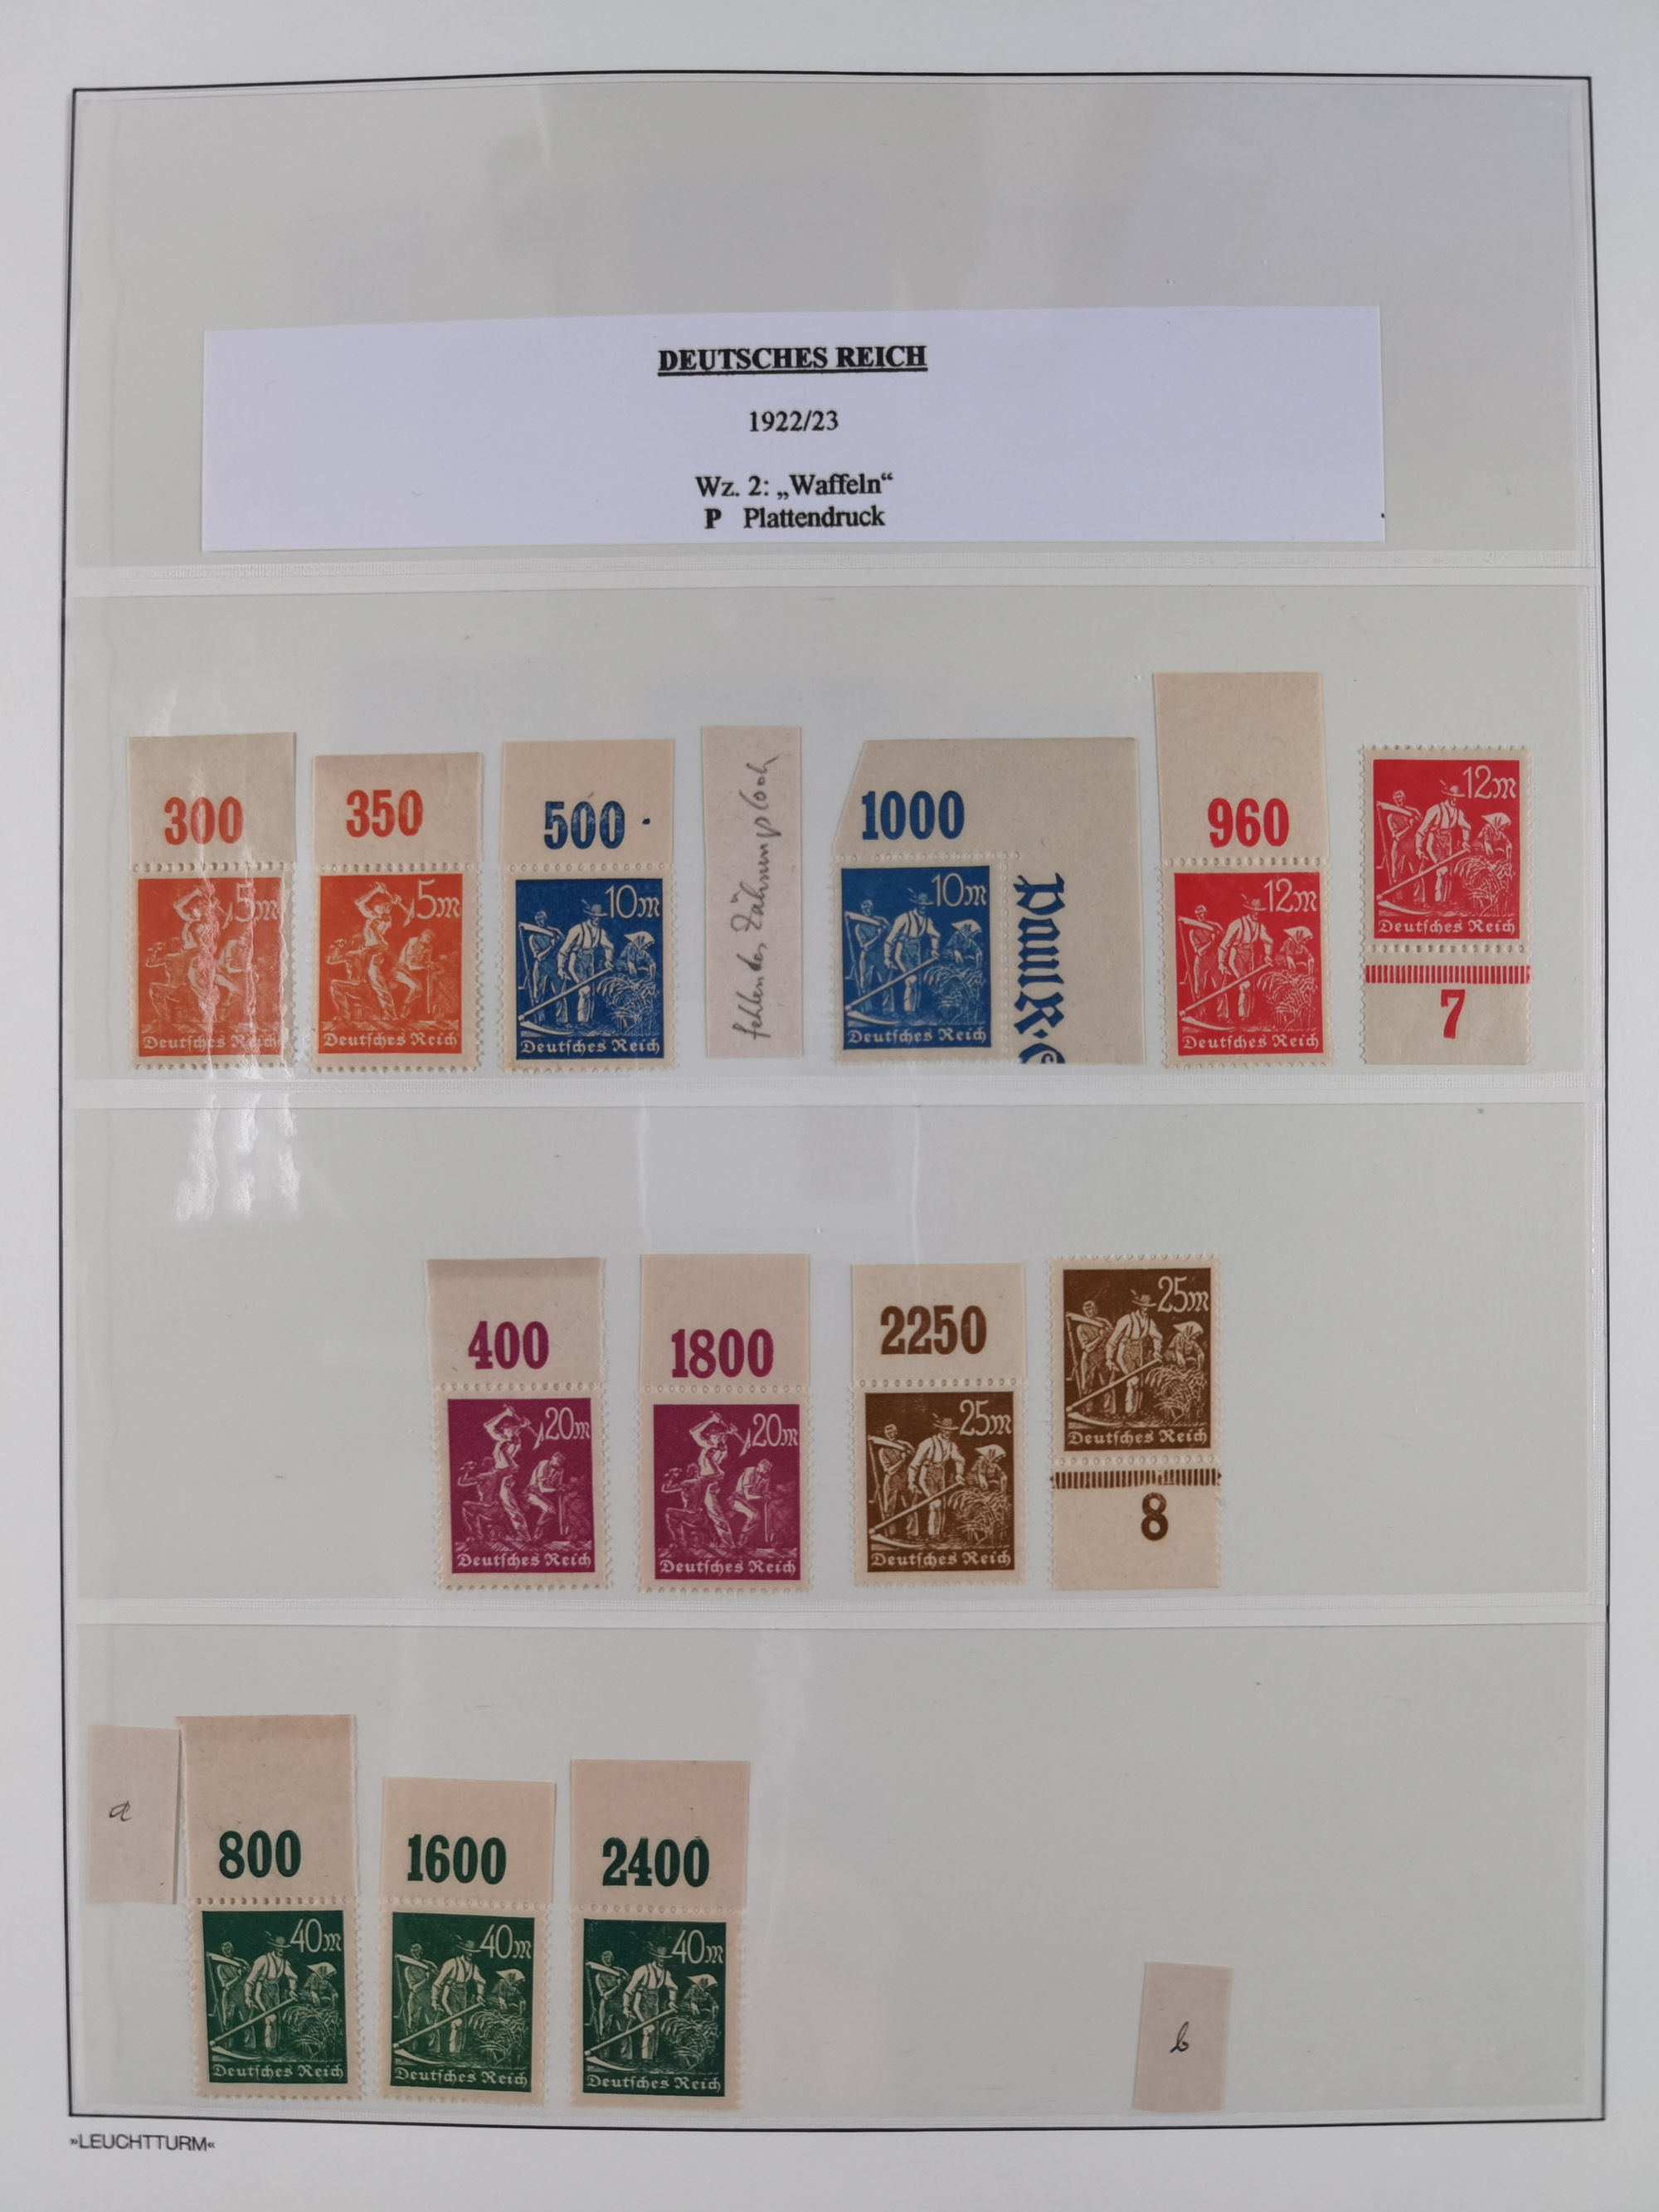 DEUTSCHES REICH
1922/23
Wz. 2: „Waffeln“
P Plattendruck
300
350
500 ·
fehlendes Zähnungsloch
1000
Paul R. C
960
12m
Deutsches Reich
7
5m
Deutsches Reich
5m
Deutsches Reich
10m
Deutsches Reich
10m
Deutsches Reich
12m
Deutsches Reich
400
20m
Deutsches Reich
1800
20m
Deutsches Reich
2250
25m
Deutsches Reich
25m
Deutsches Reich
8
a
800
40m
Deutsches Reich
1600
40m
Deutsches Reich
2400
40m
Deutsches Reich
b
»LEUCHTTURM«